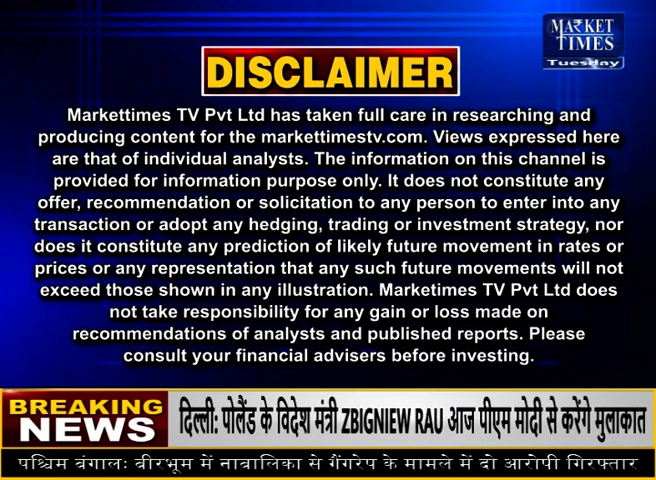 MARKET
TIMES
Tuesday
DISCLAIMER
Markettimes TV Pvt Ltd has taken full care in researching and
producing content for the markettimestv.com. Views expressed here
are that of individual analysts. The information on this channel is
provided for information purpose only. It does not constitute any
offer, recommendation or solicitation to any person to enter into any
transaction or adopt any hedging, trading or investment strategy, nor
does it constitute any prediction of likely future movement in rates or
prices or any representation that any such future movements will not
exceed those shown in any illustration. Marketimes TV Pvt Ltd does
not take responsibility for any gain or loss made on
recommendations of analysts and published reports. Please
consult your financial advisers before investing.
BREAKING
NEWS
दिल्ली: पोलैंड के विदेश मंत्री ZBIGNIEW RAU आज पीएम मोदी से करेंगे मुलाकात
पश्चिम बंगाल: बीरभूम में नाबालिका से गैंगरेप के मामले में दो आरोपी गिरफ्तार